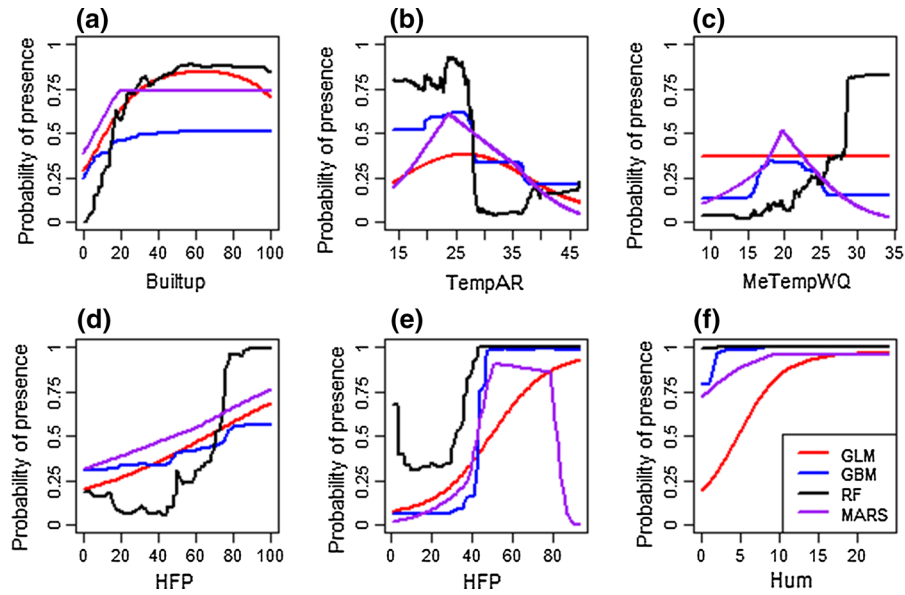 (a)
(b)
(c)
Probability of presence
0 0.25 0.5 0.75 1
0 20 40 60 80 100
Builtup
Probability of presence
0 0.25 0.5 0.75 1
15 25 35 45
TempAR
Probability of presence
0 0.25 0.5 0.75 1
10 15 20 25 30 35
MeTempWQ
(d)
(e)
(f)
Probability of presence
0 0.25 0.5 0.75 1
0 20 40 60 80 100
HFP
Probability of presence
0 0.25 0.5 0.75 1
0 20 40 60 80
HFP
Probability of presence
0 0.25 0.5 0.75 1
0 5 10 15 20
Hum
GLM
GBM
RF
MARS